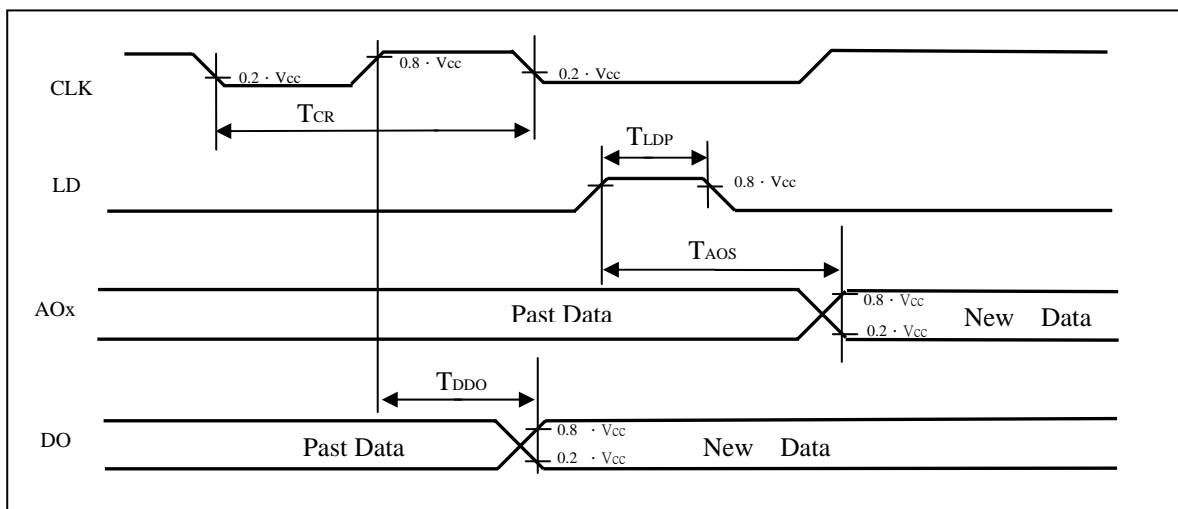 CLK
0.2 · Vcc
0.8 · Vcc
0.2 · Vcc
TCR
TLDP
LD
0.8 · Vcc
TAOS
AOx
Past Data
0.8 · Vcc
0.2 · Vcc
New Data
TDDO
DO
Past Data
0.8 · Vcc
0.2 · Vcc
New Data